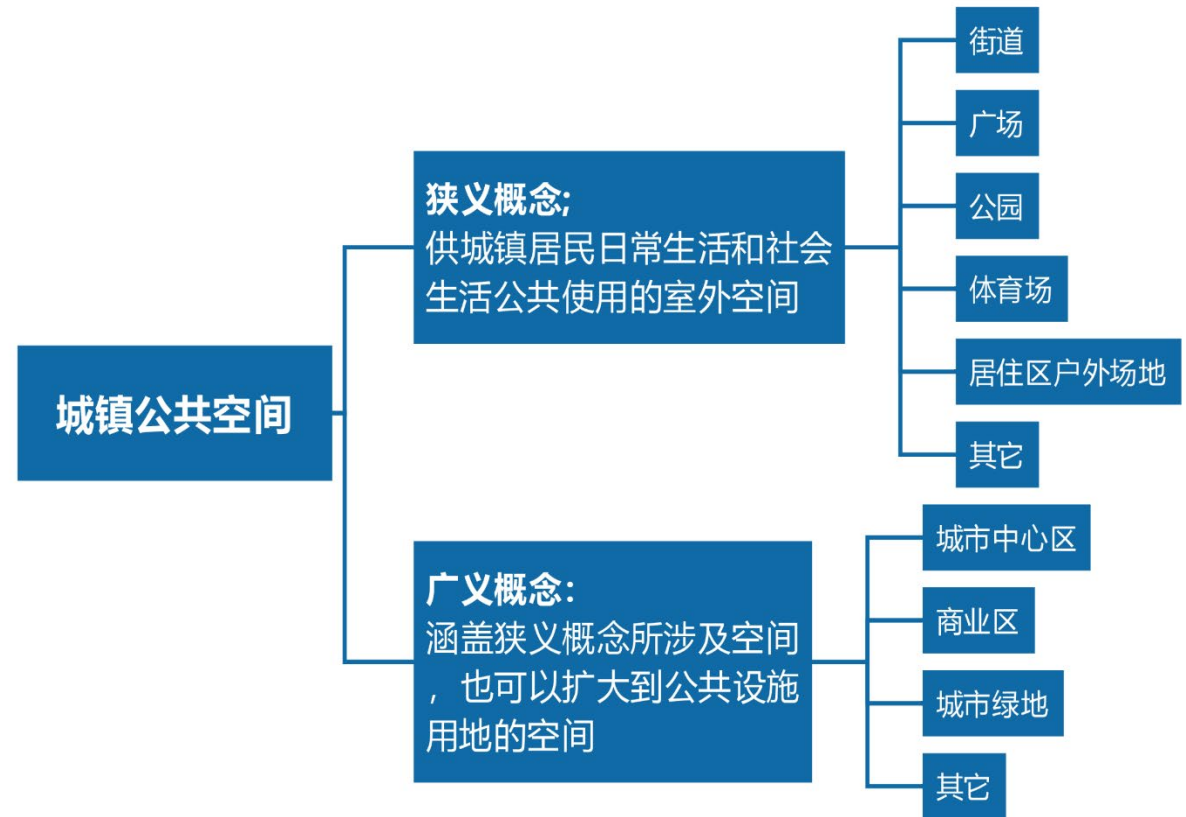 城镇公共空间
狭义概念;
供城镇居民日常生活和社会
生活公共使用的室外空间
街道
广场
公园
体育场
居住区户外场地
其它
广义概念：
涵盖狭义概念所涉及空间
，也可以扩大到公共设施
用地的空间
城市中心区
商业区
城市绿地
其它